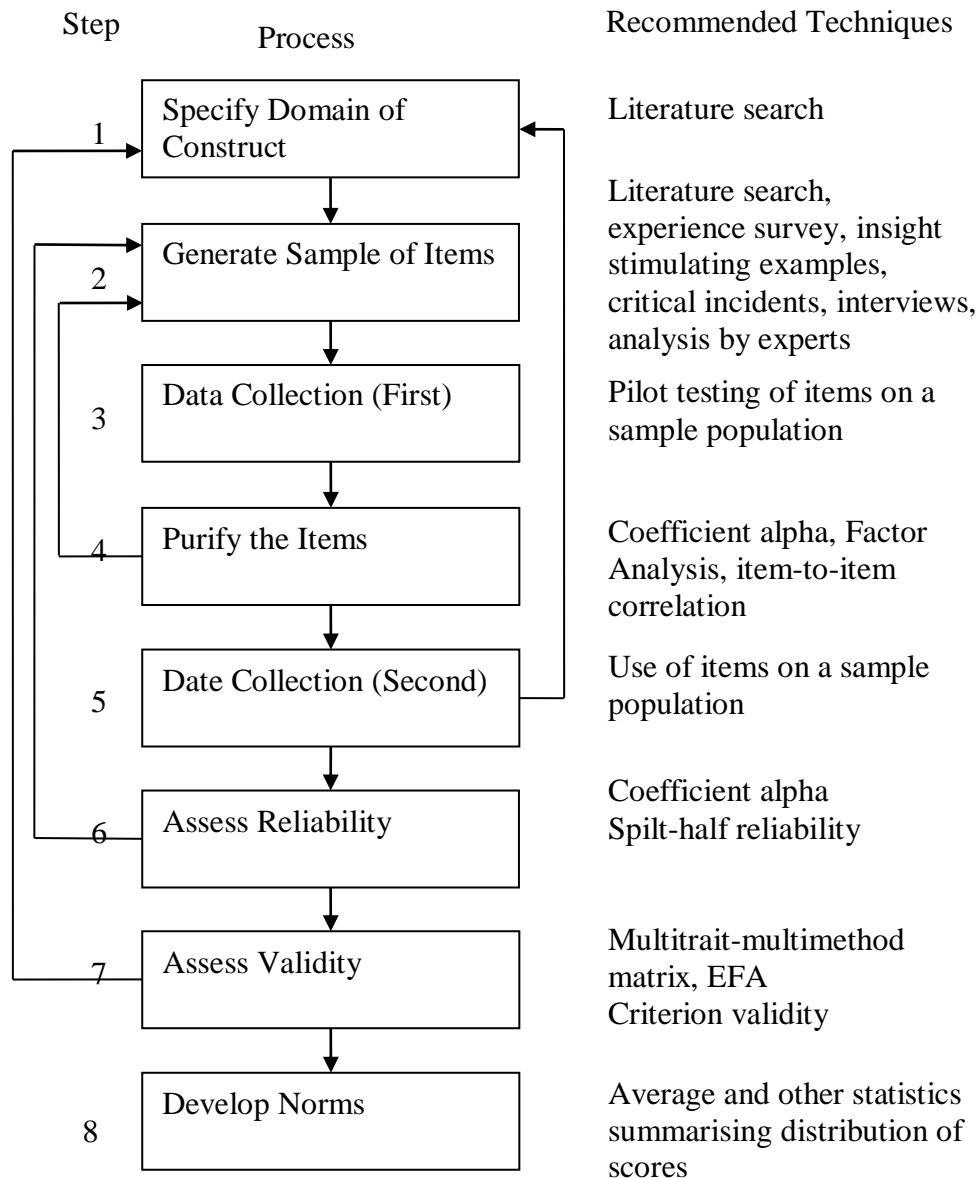 Step
Process
Recommended Techniques
1
Specify Domain of
Construct
Literature search
2
Generate Sample of Items
Literature search,
experience survey, insight
stimulating examples,
critical incidents, interviews,
analysis by experts
3
Data Collection (First)
Pilot testing of items on a
sample population
4
Purify the Items
Coefficient alpha, Factor
Analysis, item-to-item
correlation
5
Date Collection (Second)
Use of items on a sample
population
6
Assess Reliability
Coefficient alpha
Spilt-half reliability
7
Assess Validity
Multitrait-multimethod
matrix, EFA
Criterion validity
8
Develop Norms
Average and other statistics
summarising distribution of
scores